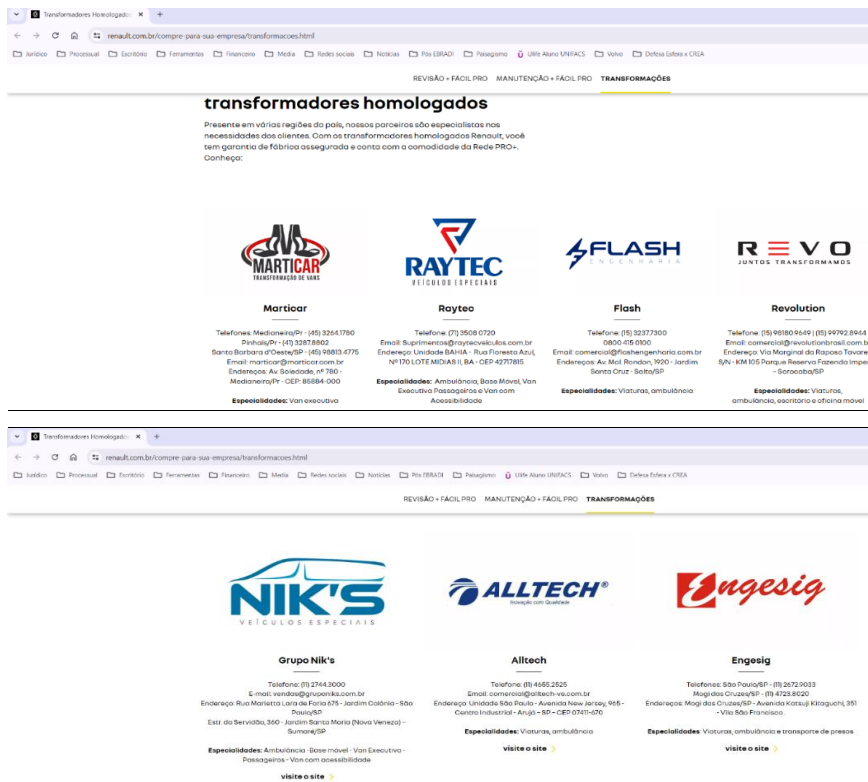 Transformadores Homologados
renault.com.br/compre-para-sua-empresa/transformacoes.html
Jurídico Processual Escritório Ferramentas Financeiro Media Redes sociais Notícias Pós EBRADI Paisagismo Ulife Aluno UNIFACS Volvo Defesa Esfera x CREA
REVISÃO + FÁCIL PRO MANUTENÇÃO + FÁCIL PRO TRANSFORMAÇÕES
transformadores homologados
Presente em várias regiões do país, nossos parceiros são especialistas nas
necessidades dos clientes. Com os transformadores homologados Renault, você
tem garantia de fábrica assegurada e conta com a comodidade da Rede PRO+.
Conheça:
MARTICAR
TRANSFORMAÇÃO DE VANS
RAYTEC
VEÍCULOS ESPECIAIS
FLASH
ENGENHARIA
REVO
JUNTOS TRANSFORMAMOS
Marticar
Telefones: Medianeira/Pr - (45) 3264.1780
Pinhais/Pr - (41) 3287.8802
Santa Barbara d'Oeste/SP - (45) 98813.4775
Email: marticar@marticar.com.br
Endereços: Av. Soledade, nº 780 -
Medianeira/Pr - CEP: 85884-000
Especialidades: Van executiva
Raytec
Telefone: (71) 3508 0720
Email: Suprimentos@raytecveiculos.com.br
Endereço: Unidade BAHIA - Rua Floresta Azul,
Nº 170 LOTE MIDIAS II, BA - CEP 42717815
Especialidades: Ambulância, Base Móvel, Van
Executiva Passageiros e Van com
Acessibilidade
Flash
Telefone: (15) 3237.7300
0800 415 0100
Email: comercial@flashengenharia.com.br
Endereços: Av. Mal. Rondon, 1920 - Jardim
Santa Cruz - Salto/SP
Especialidades: Viaturas, ambulância
Revolution
Telefone: (15) 98180.9649 | (15) 99792.8944
Email: comercial@revolutionbrasil.com.b
Endereço: Via Marginal da Raposo Tavare
S/N - KM 105 Parque Reserva Fazenda Imper
– Sorocaba/SP
Especialidades: Viaturas,
ambulância, escritório e oficina móvel
Transformadores Homologados
renault.com.br/compre-para-sua-empresa/transformacoes.html
Jurídico Processual Escritório Ferramentas Financeiro Media Redes sociais Notícias Pós EBRADI Paisagismo Ulife Aluno UNIFACS Volvo Defesa Esfera x CREA
REVISÃO + FÁCIL PRO MANUTENÇÃO + FÁCIL PRO TRANSFORMAÇÕES
NIK'S
VEÍCULOS ESPECIAIS
ALLTECH®
Inovação com Qualidade
Engesig
Grupo Nik's
Telefone: (11) 2744.3000
E-mail: vendas@gruponiks.com.br
Endereço: Rua Marietta Lara de Faria 675 - Jardim Colônia - São
Paulo/SP
Estr. da Servidão, 360 - Jardim Santa Maria (Nova Veneza) -
Sumaré/SP
Especialidades: Ambulância -Base móvel - Van Executiva -
Passageiros - Van com acessibilidade
visite o site
Alltech
Telefone: (11) 4655.2525
Email: comercial@alltech-ve.com.br
Endereço: Unidade São Paulo - Avenida New Jersey, 965 -
Centro Industrial - Arujá – SP – CEP 07411-670
Especialidades: Viaturas, ambulância
visite o site
Engesig
Telefones: São Paulo/SP - (11) 2672.9033
Mogi das Cruzes/SP - (11) 4723.8020
Endereços: Mogi das Cruzes/SP - Avenida Katsuji Kitaguchi, 351
- Vila São Francisco .
Especialidades: Viaturas, ambulância e transporte de presos
visite o site